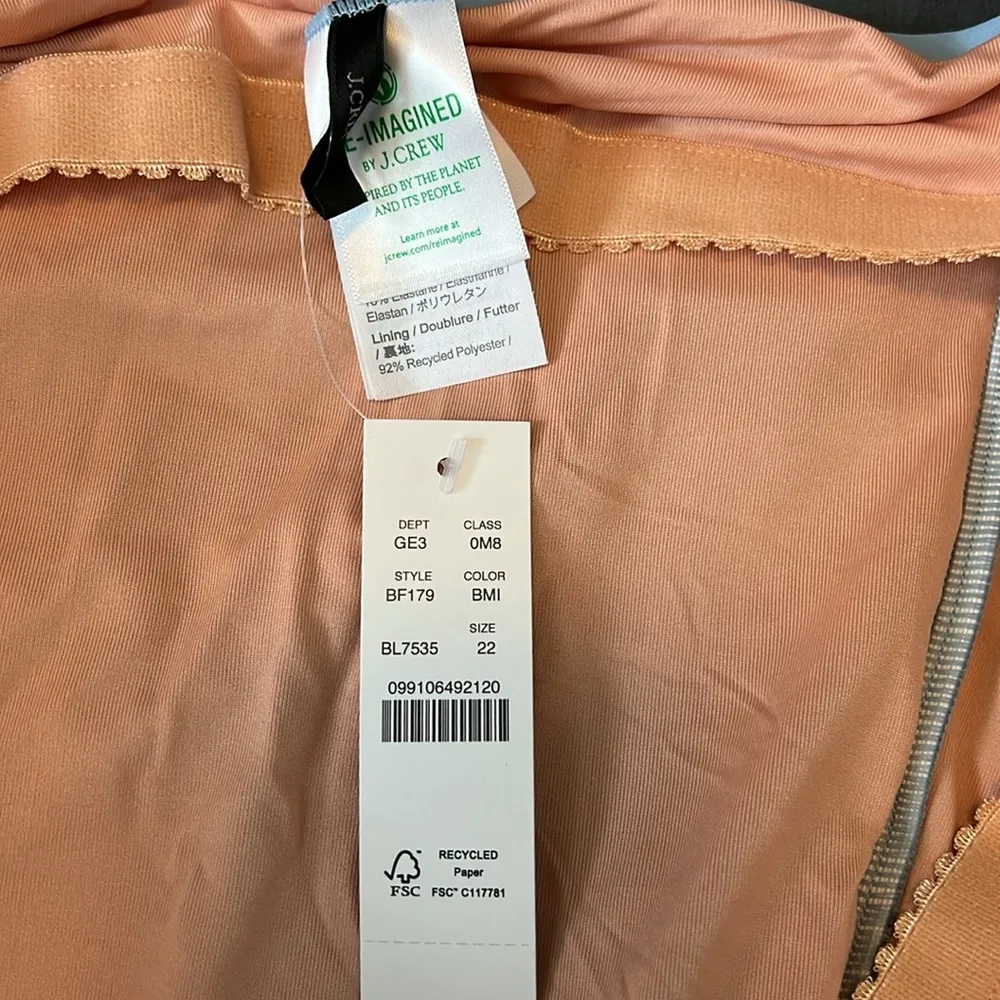 J.CR
E-IMAGINED
BY J.CREW
PIRED BY THE PLANET
AND ITS PEOPLE.
Learn more at
jcrew.com/reimagined
Elastane / Elasthanne /
Elastan / ポリウレタン
Lining / Doublure / Futter
/ 裏地:
92% Recycled Polyester /
DEPT CLASS
GE3 0M8
STYLE COLOR
BF179 BMI
SIZE
BL7535 22
099106492120
RECYCLED
Paper
FSC FSC™ C117781